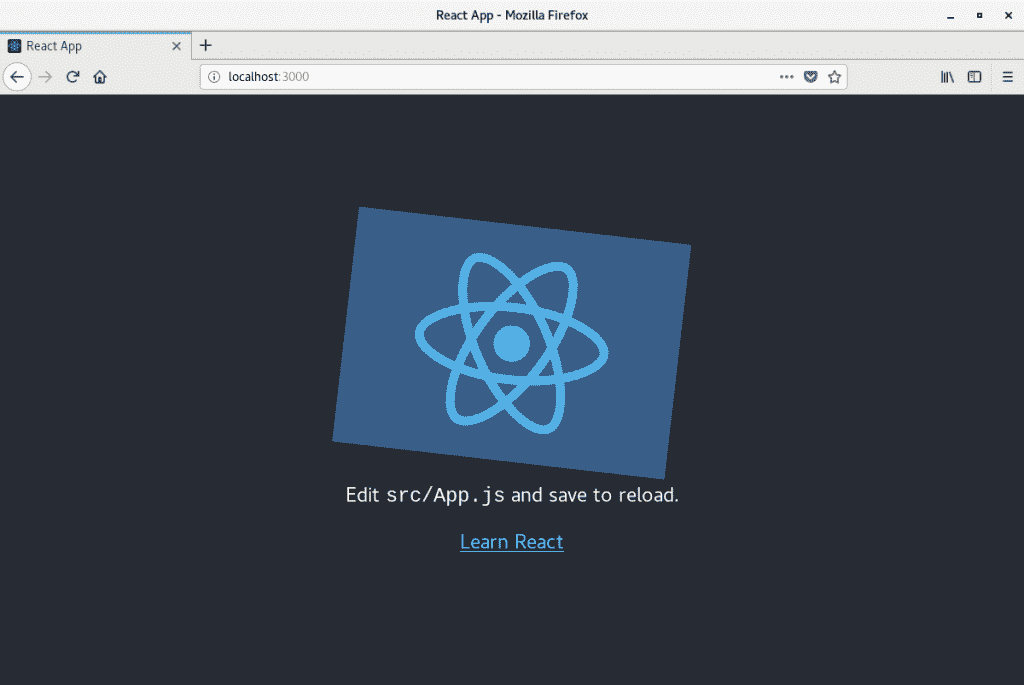 React App - Mozilla Firefox
React App
localhost:3000
Edit src/App.js and save to reload.
Learn React